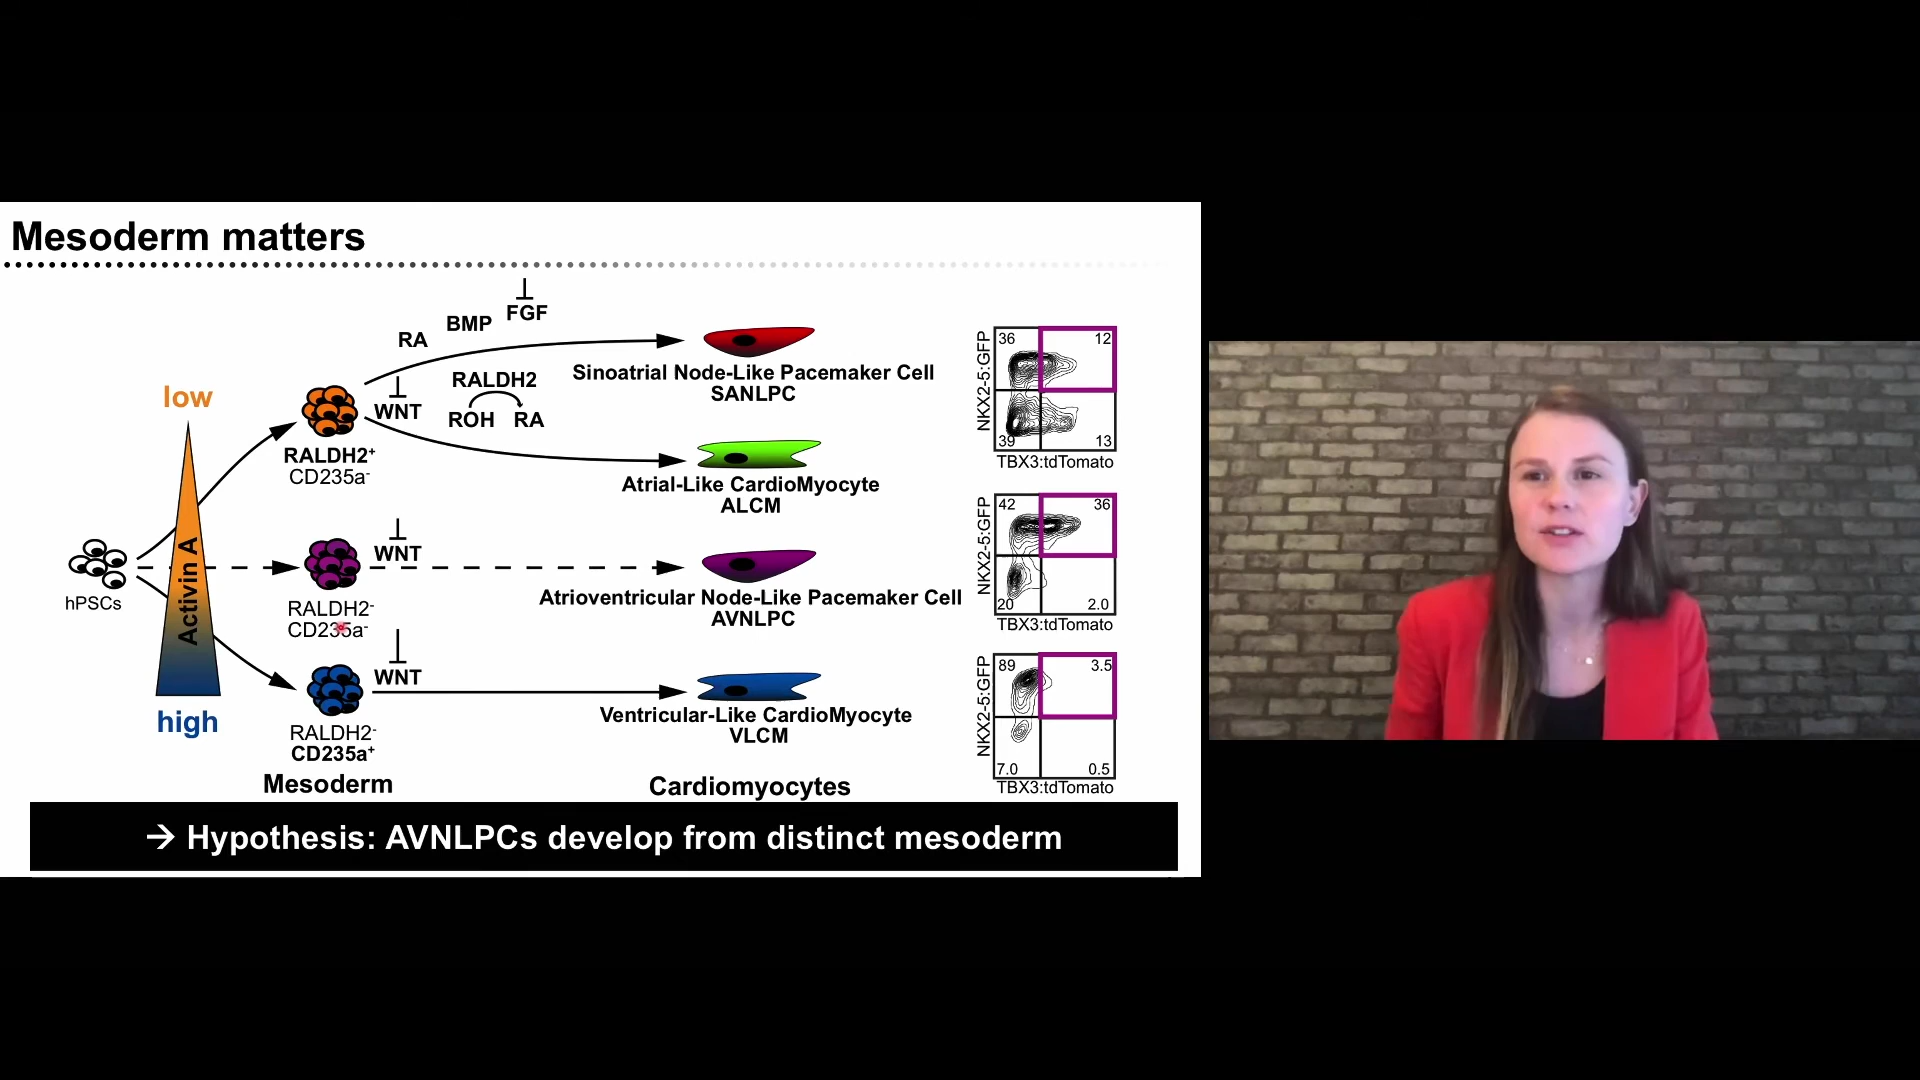 Mesoderm matters
FGF
BMP
RA
RALDH2
ROH RA
WNT
Sinoatrial Node-Like Pacemaker Cell
SANLPC
low
RALDH2⁺
CD235a⁻
Atrial-Like CardioMyocyte
ALCM
WNT
hPSCs
Activin A
RALDH2⁻
CD235a⁻
Atrioventricular Node-Like Pacemaker Cell
AVNLPC
WNT
high
RALDH2⁻
CD235a⁺
Ventricular-Like CardioMyocyte
VLCM
Mesoderm
Cardiomyocytes
NKX2-5:GFP
36 12
39 13
TBX3:tdTomato
NKX2-5:GFP
42 36
20 2.0
TBX3:tdTomato
NKX2-5:GFP
89 3.5
7.0 0.5
TBX3:tdTomato
→ Hypothesis: AVNLPCs develop from distinct mesoderm